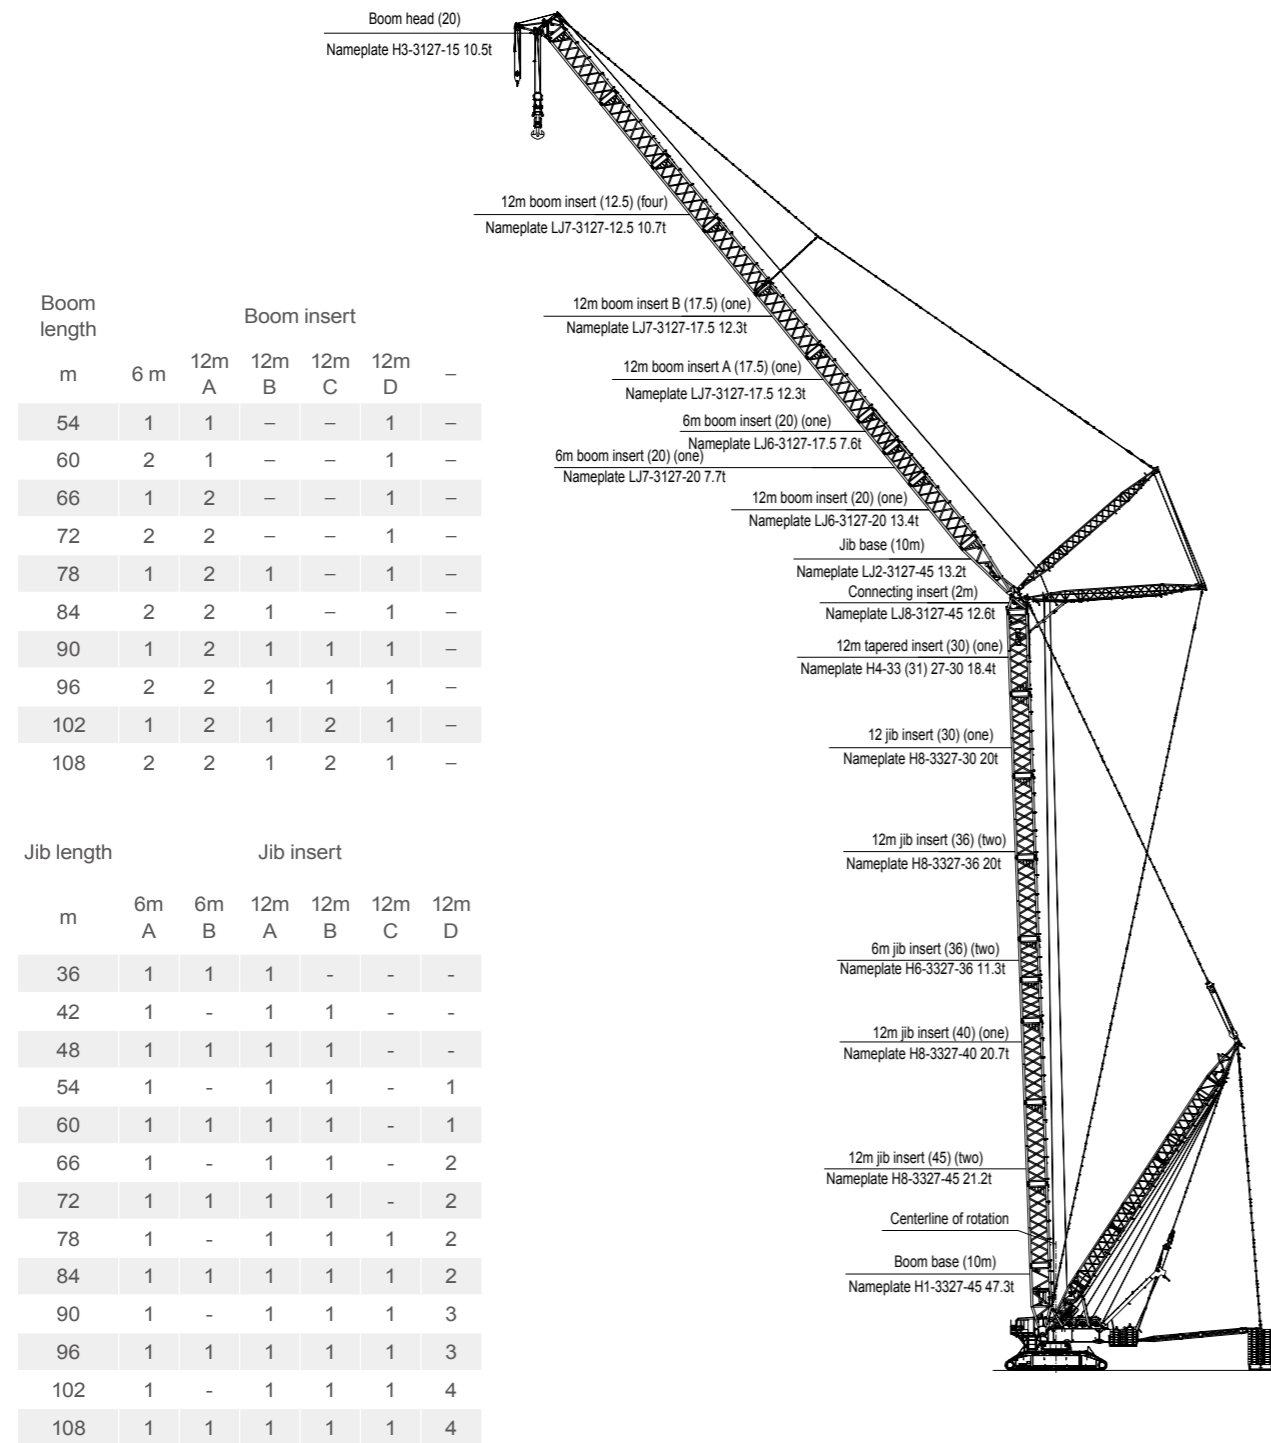 Boom head (20)
Nameplate H3-3127-15 10.5t
12m boom insert (12.5) (four)
Nameplate LJ7-3127-12.5 10.7t
12m boom insert B (17.5) (one)
Nameplate LJ7-3127-17.5 12.3t
12m boom insert A (17.5) (one)
Nameplate LJ7-3127-17.5 12.3t
6m boom insert (20) (one)
Nameplate LJ6-3127-17.5 7.6t
6m boom insert (20) (one)
Nameplate LJ7-3127-20 7.7t
12m boom insert (20) (one)
Nameplate LJ6-3127-20 13.4t
Jib base (10m)
Nameplate LJ2-3127-45 13.2t
Connecting insert (2m)
Nameplate LJ8-3127-45 12.6t
12m tapered insert (30) (one)
Nameplate H4-33 (31) 27-30 18.4t
12 jib insert (30) (one)
Nameplate H8-3327-30 20t
12m jib insert (36) (two)
Nameplate H8-3327-36 20t
6m jib insert (36) (two)
Nameplate H6-3327-36 11.3t
12m jib insert (40) (one)
Nameplate H8-3327-40 20.7t
12m jib insert (45) (two)
Nameplate H8-3327-45 21.2t
Centerline of rotation
Boom base (10m)
Nameplate H1-3327-45 47.3t
Boom length Boom insert
m 6 m 12m A 12m B 12m C 12m D –
54 1 1 – – 1 –
60 2 1 – – 1 –
66 1 2 – – 1 –
72 2 2 – – 1 –
78 1 2 1 – 1 –
84 2 2 1 – 1 –
90 1 2 1 1 1 –
96 2 2 1 1 1 –
102 1 2 1 2 1 –
108 2 2 1 2 1 –
Jib length Jib insert
m 6m A 6m B 12m A 12m B 12m C 12m D
36 1 1 1 - - -
42 1 - 1 1 - -
48 1 1 1 1 - -
54 1 - 1 1 - 1
60 1 1 1 1 - 1
66 1 - 1 1 - 2
72 1 1 1 1 - 2
78 1 - 1 1 1 2
84 1 1 1 1 1 2
90 1 - 1 1 1 3
96 1 1 1 1 1 3
102 1 - 1 1 1 4
108 1 1 1 1 1 4